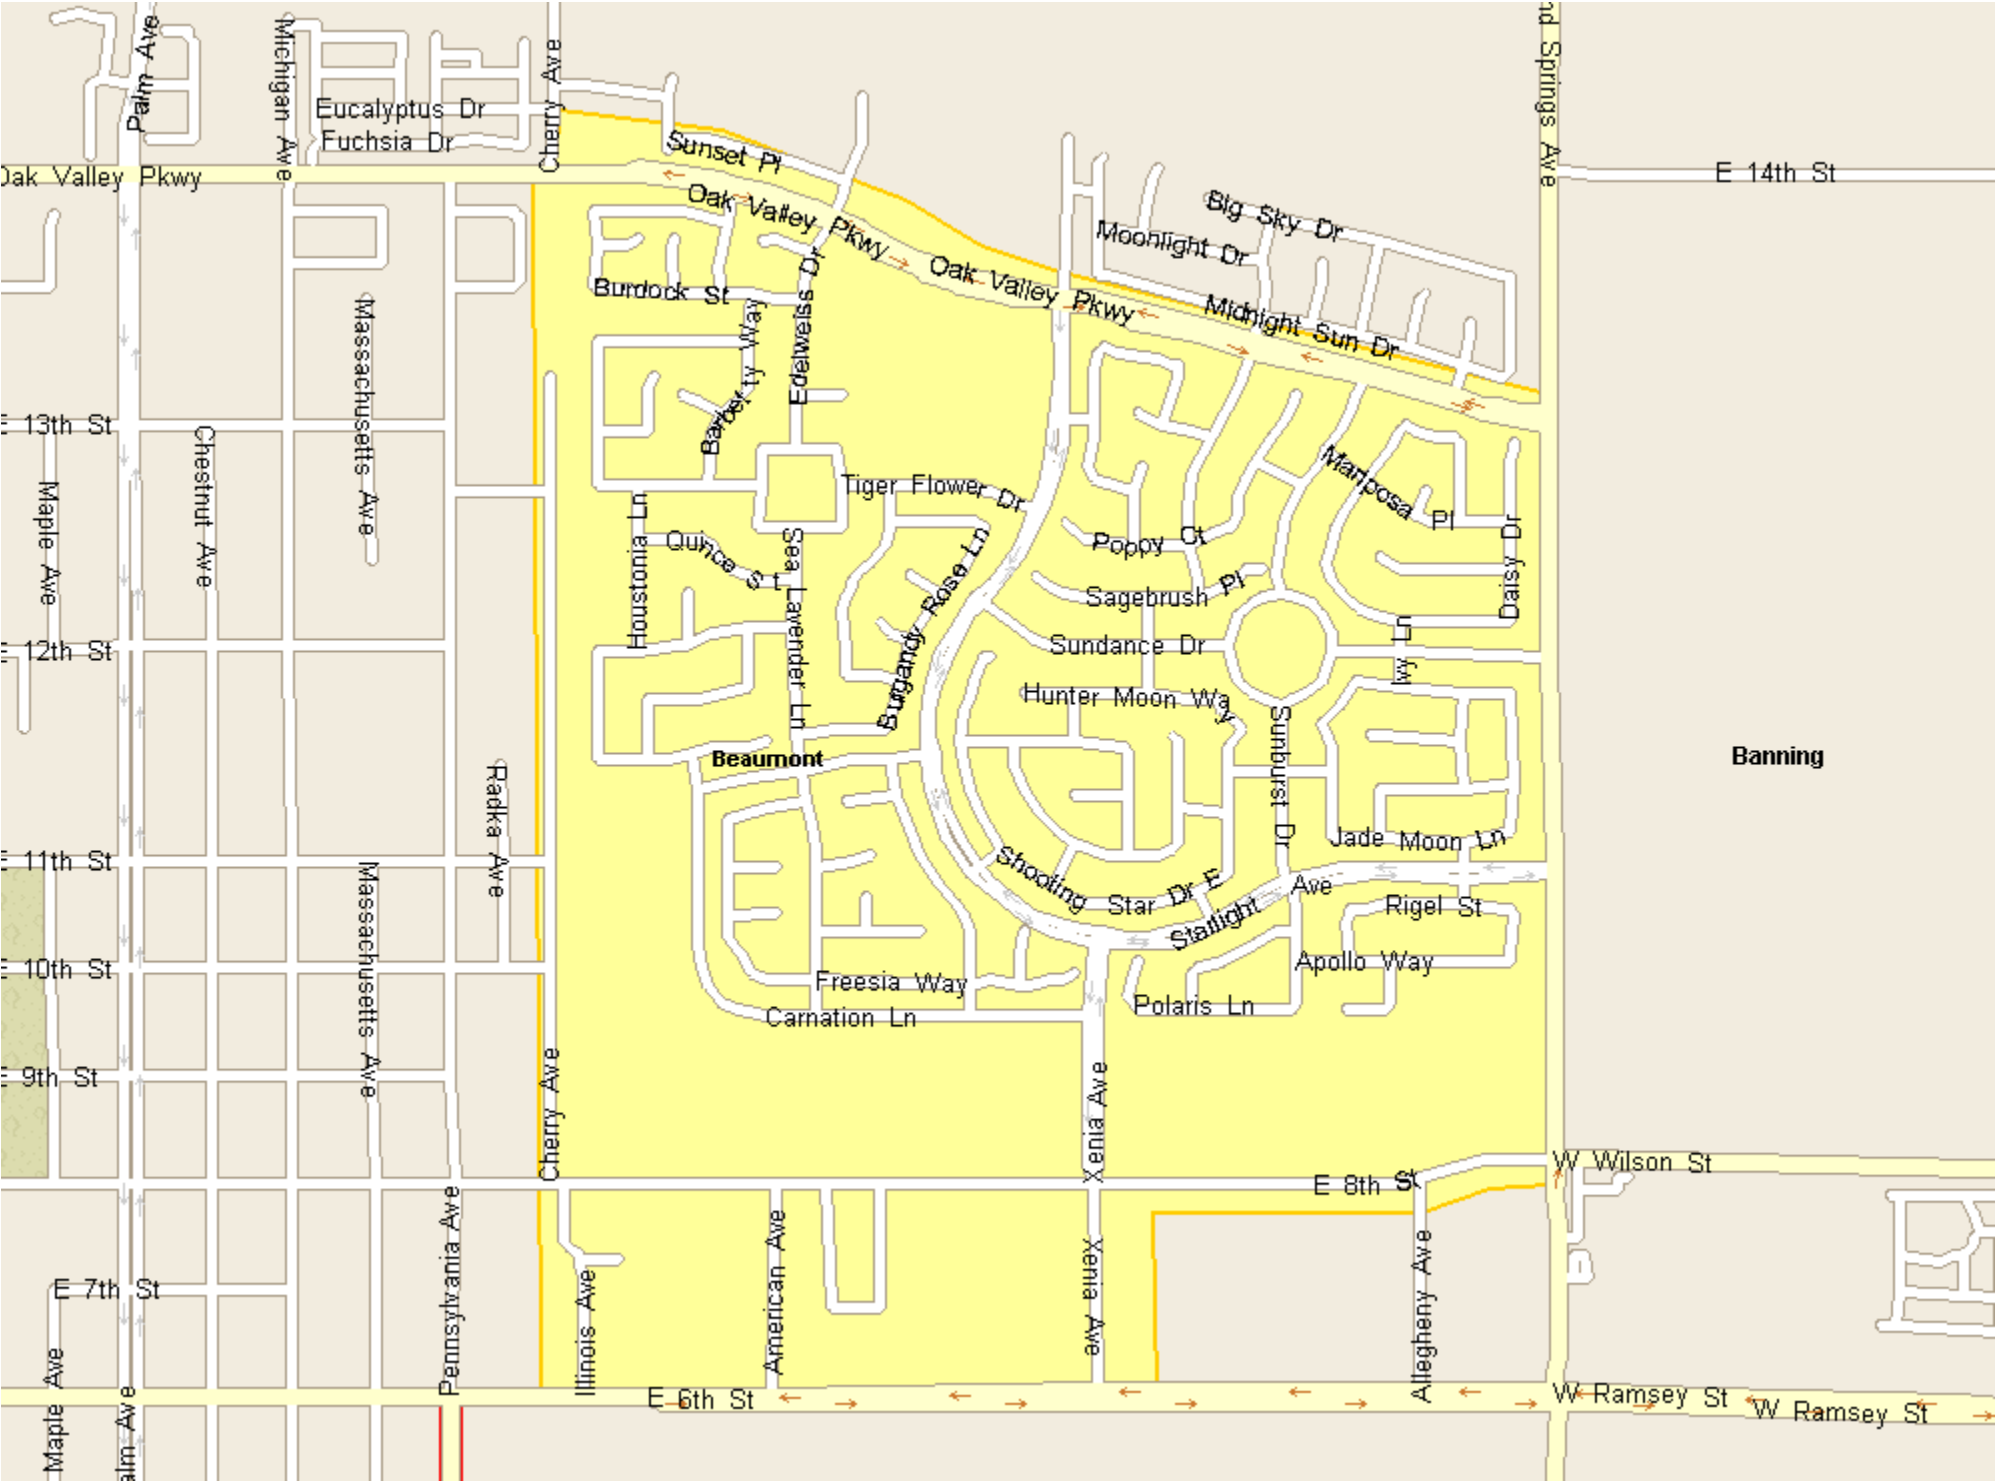 Palm Ave
Michigan Ave
Cherry Ave
nd Springs Ave
Eucalyptus Dr
Fuchsia Dr
Sunset Pl
Oak Valley Pkwy
E 14th St
Oak Valley Pkwy
Big Sky Dr
Moonlight Dr
Oak Valley Pkwy
Burdock St
Edelweiss Dr
Midnight Sun Dr
Massachusetts Ave
Barberty Way
E 13th St
Chestnut Ave
Maple Ave
Tiger Flower Dr
Mariposa Pl
Houstonia Ln
Quince St
Sea Lavender Ln
Burgandy Rose Ln
Poppy Ct
Daisy Dr
Sagebrush Pl
E 12th St
Sundance Dr
Ivy Ln
Hunter Moon Way
Sunburst Dr
Beaumont
Banning
Radka Ave
Jade Moon Ln
E 11th St
Massachusetts Ave
Shooting Star Dr E
Starlight Ave
Rigel St
E 10th St
Apollo Way
Freesia Way
Polaris Ln
Carnation Ln
E 9th St
Cherry Ave
Xenia Ave
W Wilson St
E 8th St
Pennsylvania Ave
American Ave
Xenia Ave
Allegheny Ave
Illinois Ave
E 7th St
Maple Ave
alm Ave
E 6th St
W Ramsey St
W Ramsey St
Maple